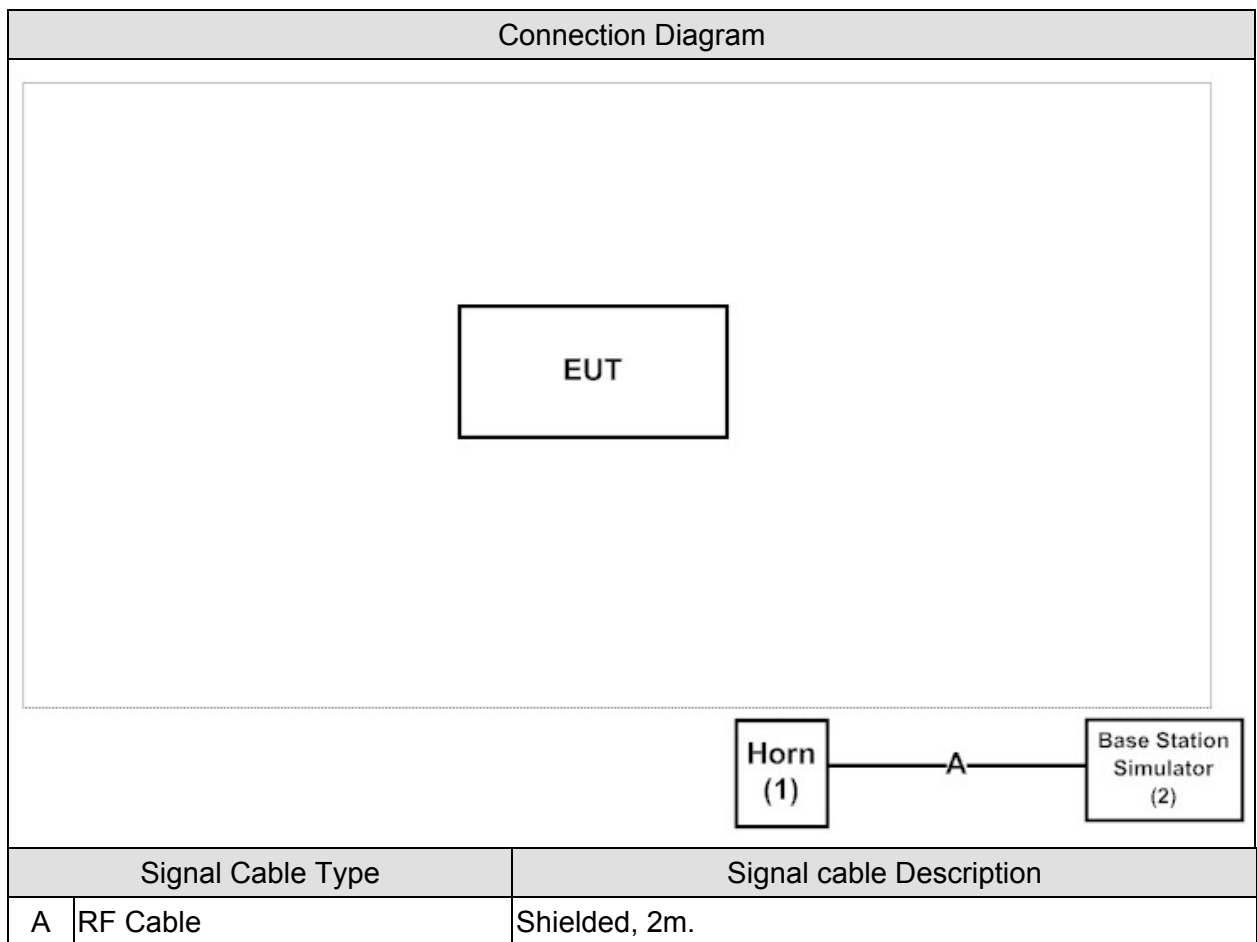 Connection Diagram
EUT
Horn
(1)
A
Base Station
Simulator
(2)
Signal Cable Type
Signal cable Description
A
RF Cable
Shielded, 2m.